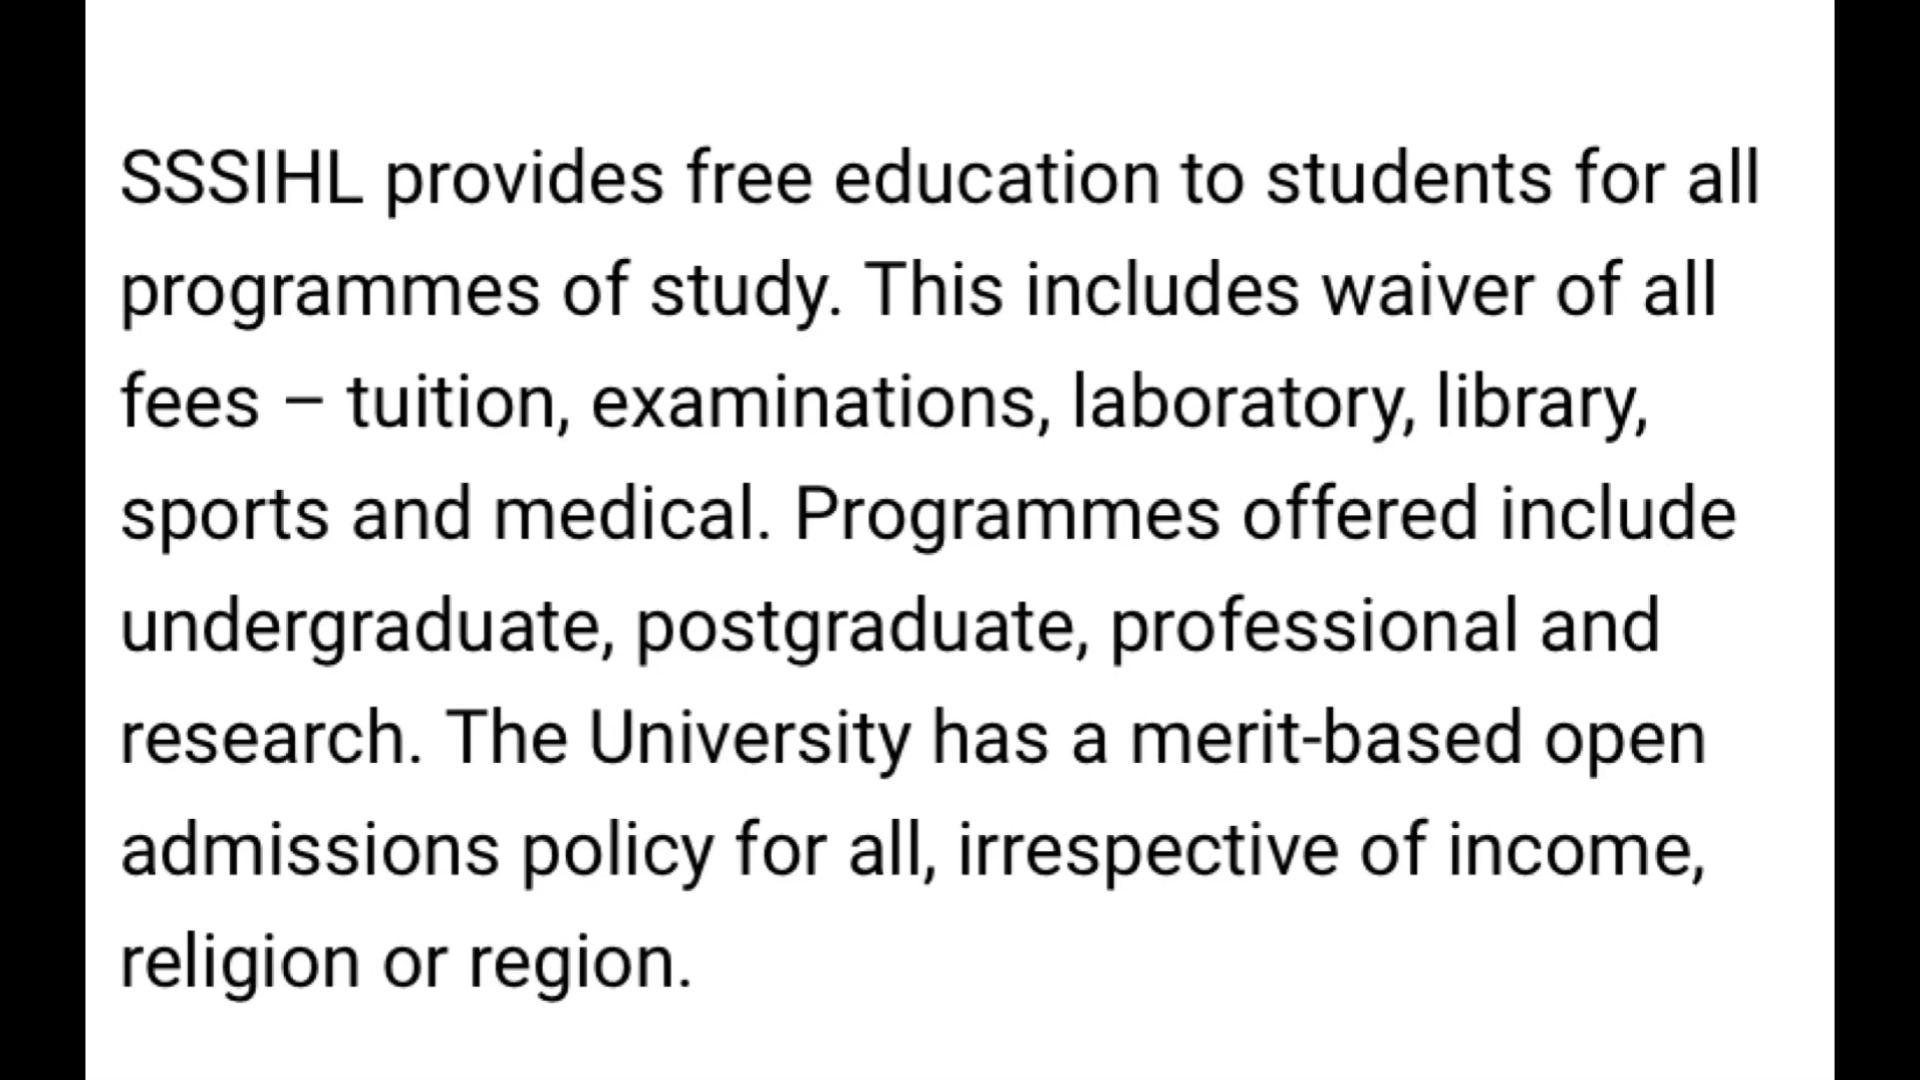 SSSIHL provides free education to students for all
programmes of study. This includes waiver of all
fees – tuition, examinations, laboratory, library,
sports and medical. Programmes offered include
undergraduate, postgraduate, professional and
research. The University has a merit-based open
admissions policy for all, irrespective of income,
religion or region.